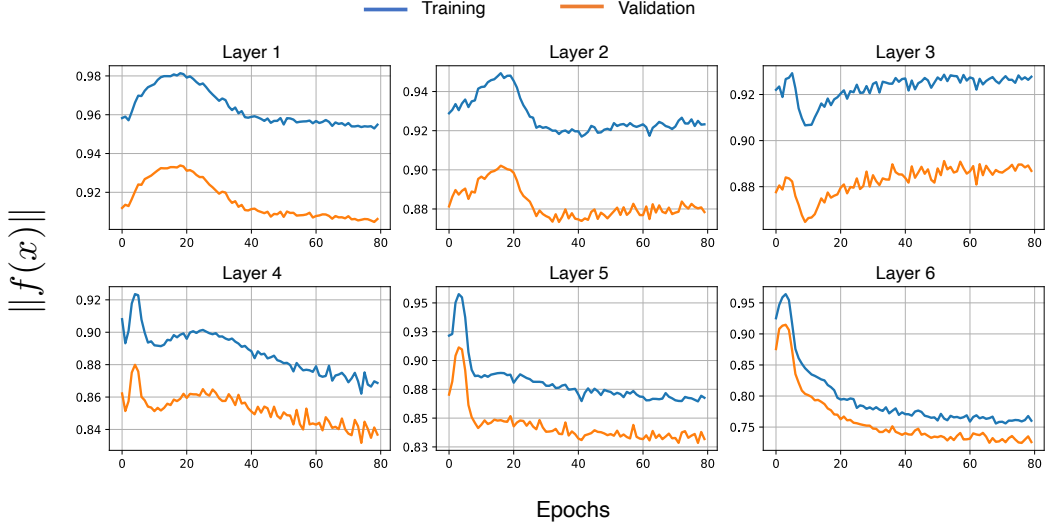 Training Validation
Layer 1 Layer 2 Layer 3
0.98 0.96 0.94 0.92
0 20 40 60 80
0.94 0.92 0.90 0.88
0 20 40 60 80
0.92 0.90 0.88
0 20 40 60 80
||f(x)||
Layer 4 Layer 5 Layer 6
0.92 0.90 0.88 0.86 0.84
0 20 40 60 80
0.95 0.93 0.90 0.88 0.85 0.83
0 20 40 60 80
0.95 0.90 0.85 0.80 0.75
0 20 40 60 80
Epochs